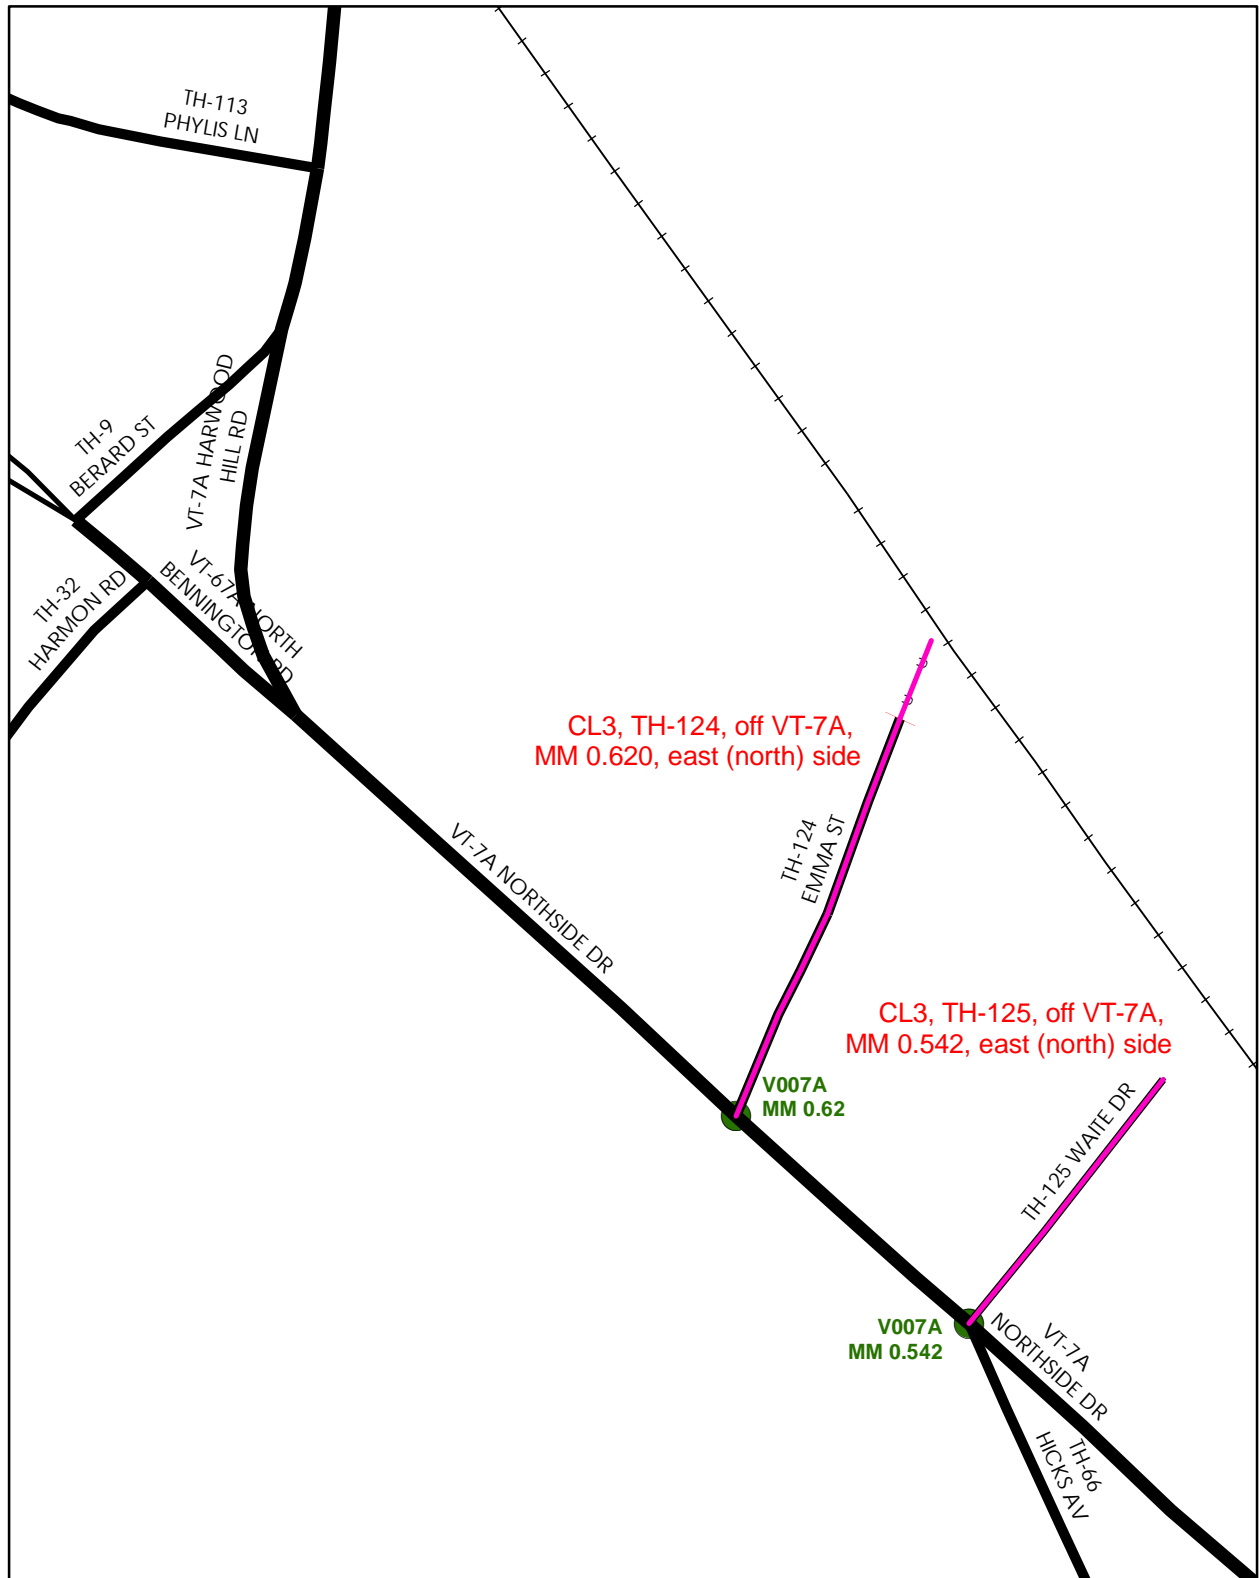 TH-113
PHYLIS LN
VT-7A HARWOOD
HILL RD
TH-9
BERARD ST
VT-67A NORTH
BENNINGTON RD
TH-32
HARMON RD
CL3, TH-124, off VT-7A,
MM 0.620, east (north) side
TH-124
EMMA ST
VT-7A NORTHSIDE DR
CL3, TH-125, off VT-7A,
MM 0.542, east (north) side
V007A
MM 0.62
TH-125 WAITE DR
V007A
MM 0.542
VT-7A
NORTHSIDE DR
TH-66
HICKS AV